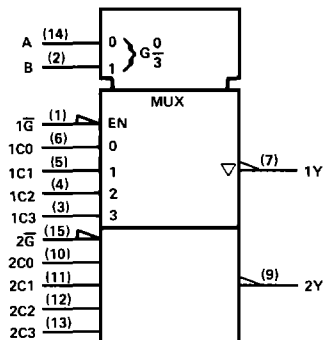 A (14) 0
B (2) 1
} G 0/3
MUX
1G̅ (1) EN
1C0 (6) 0
1C1 (5) 1
1C2 (4) 2
1C3 (3) 3
▽ (7) 1Y
2G̅ (15)
2C0 (10)
2C1 (11)
2C2 (12)
2C3 (13)
(9) 2Y